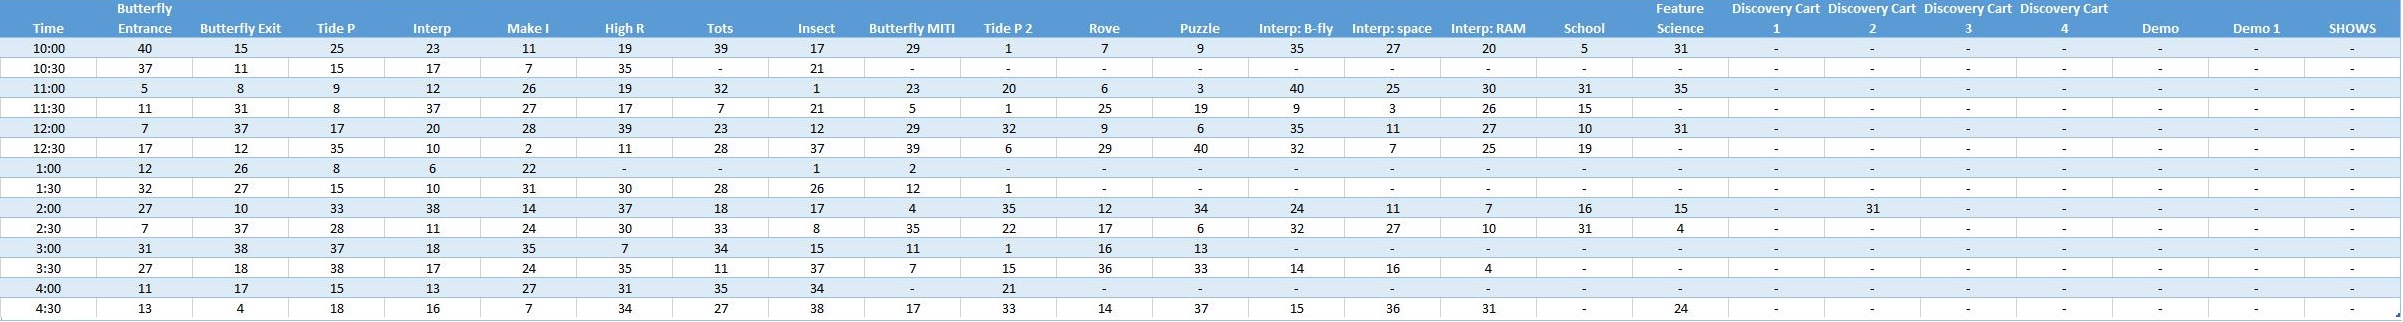 Butterfly Feature Discovery Cart Discovery Cart Discovery Cart Discovery Cart
Time Entrance Butterfly Exit Tide P Interp Make I High R Tots Insect Butterfly MITI Tide P 2 Rove Puzzle Interp: B-fly Interp: space Interp: RAM School Science 1 2 3 4 Demo Demo 1 SHOWS
10:00 40 15 25 23 11 19 39 17 29 1 7 9 35 27 20 5 31 - - - - - - -
10:30 37 11 15 17 7 35 - 21 - - - - - - - - - - - - - - - -
11:00 5 8 9 12 26 19 32 1 23 20 6 3 40 25 30 31 35 - - - - - - -
11:30 11 31 8 37 27 17 7 21 5 1 25 19 9 3 26 15 - - - - - - - -
12:00 7 37 17 20 28 39 23 12 29 32 9 6 35 11 27 10 31 - - - - - - -
12:30 17 12 35 10 2 11 28 37 39 6 29 40 32 7 25 19 - - - - - - - -
1:00 12 26 8 6 22 - - 1 2 - - - - - - - - - - - - - - -
1:30 32 27 15 10 31 30 28 26 12 1 - - - - - - - - - - - - - -
2:00 27 10 33 38 14 37 18 17 4 35 12 34 24 11 7 16 15 - 31 - - - - -
2:30 7 37 28 11 24 30 33 8 35 22 17 6 32 27 10 31 4 - - - - - - -
3:00 31 38 37 18 35 7 34 15 11 1 16 13 - - - - - - - - - - - -
3:30 27 18 38 17 24 35 11 37 7 15 36 33 14 16 4 - - - - - - - - -
4:00 11 17 15 13 27 31 35 34 - 21 - - - - - - - - - - - - - -
4:30 13 4 18 16 7 34 27 38 17 33 14 37 15 36 31 - 24 - - - - - - -